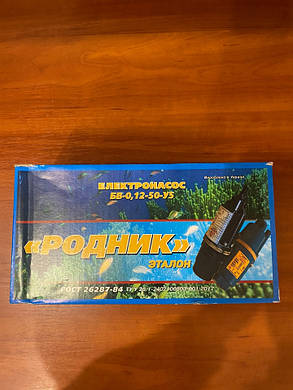 ЕЛЕКТРОНАСОС
БВ-0,12-50-У5
«РОДНИК»
ЭТАЛОН
ГОСТ 26287-84